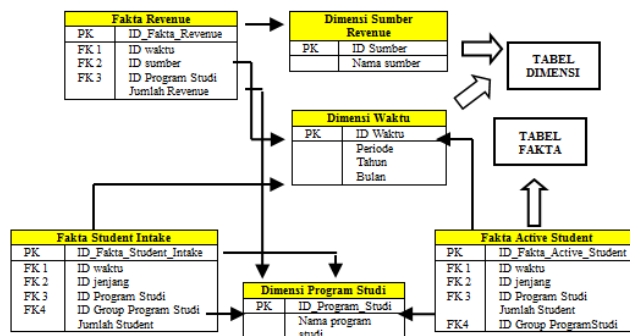 Fakta Revenue
PK ID_Fakta_Revenue
FK 1 ID waktu
FK 2 ID sumber
FK 3 ID Program Studi
Jumlah Revenue
Dimensi Sumber
Revenue
PK ID Sumber
Nama sumber
TABEL
DIMENSI
Dimensi Waktu
PK ID Waktu
Periode
Tahun
Bulan
TABEL
FAKTA
Fakta Student Intake
PK ID_Fakta_Student_Intake
FK 1 ID waktu
FK 2 ID jenjang
FK 3 ID Program Studi
FK4 ID Group Program Studi
Jumlah Student
Dimensi Program Studi
PK ID_Program_Studi
Nama program
studi
Fakta Active Student
PK ID_Fakta_Active_Student
FK 1 ID waktu
FK 2 ID jenjang
FK 3 ID Program Studi
Jumlah Student
FK4 ID Group ProgramStudi